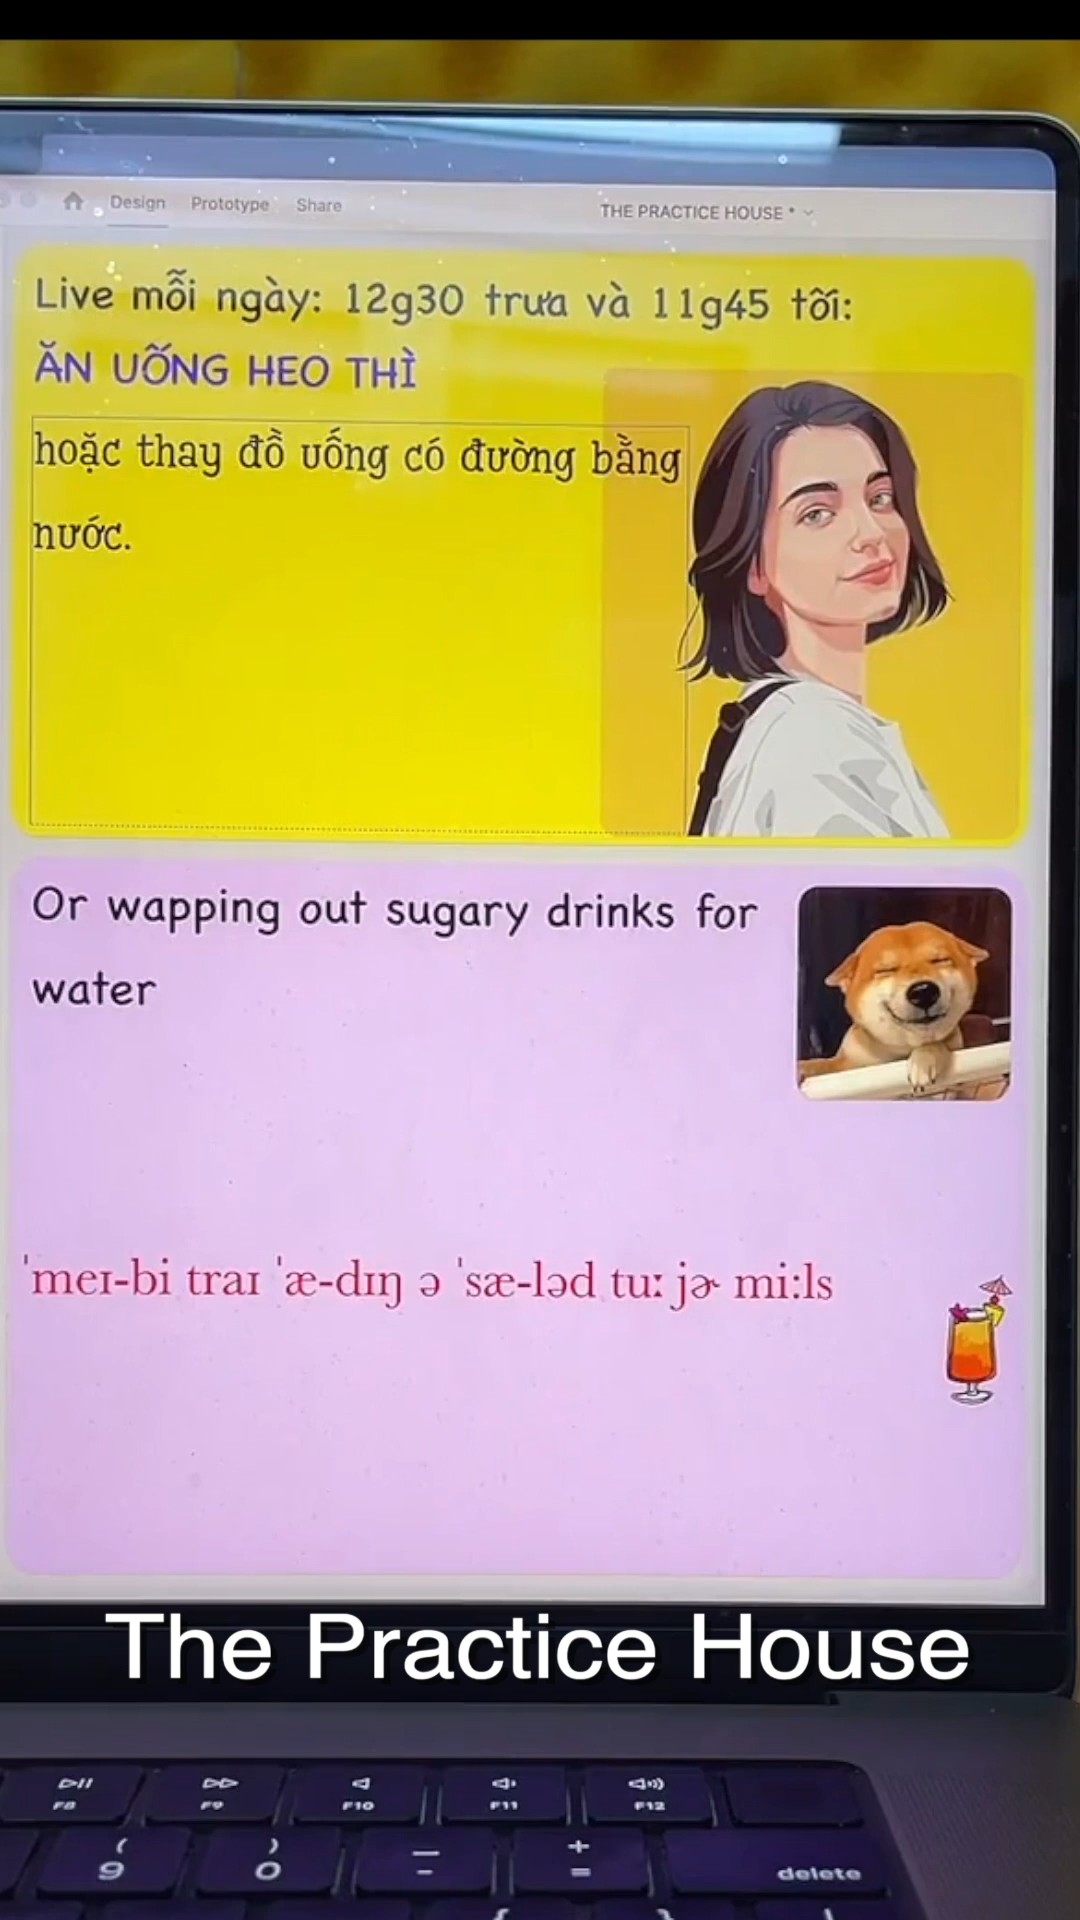 Design Prototype Share THE PRACTICE HOUSE *
Live mỗi ngày: 12g30 trưa và 11g45 tối:
ĂN UỐNG HEO THÌ
hoặc thay đồ uống có đường bằng
nước.
Or wapping out sugary drinks for
water
ˈmeɪ-bi traɪ ˈæ-dɪŋ ə ˈsæ-ləd tuː jɚ mi:ls
The Practice House
F8 F9 F10 F11 F12
( ) — +
9 0 - = delete